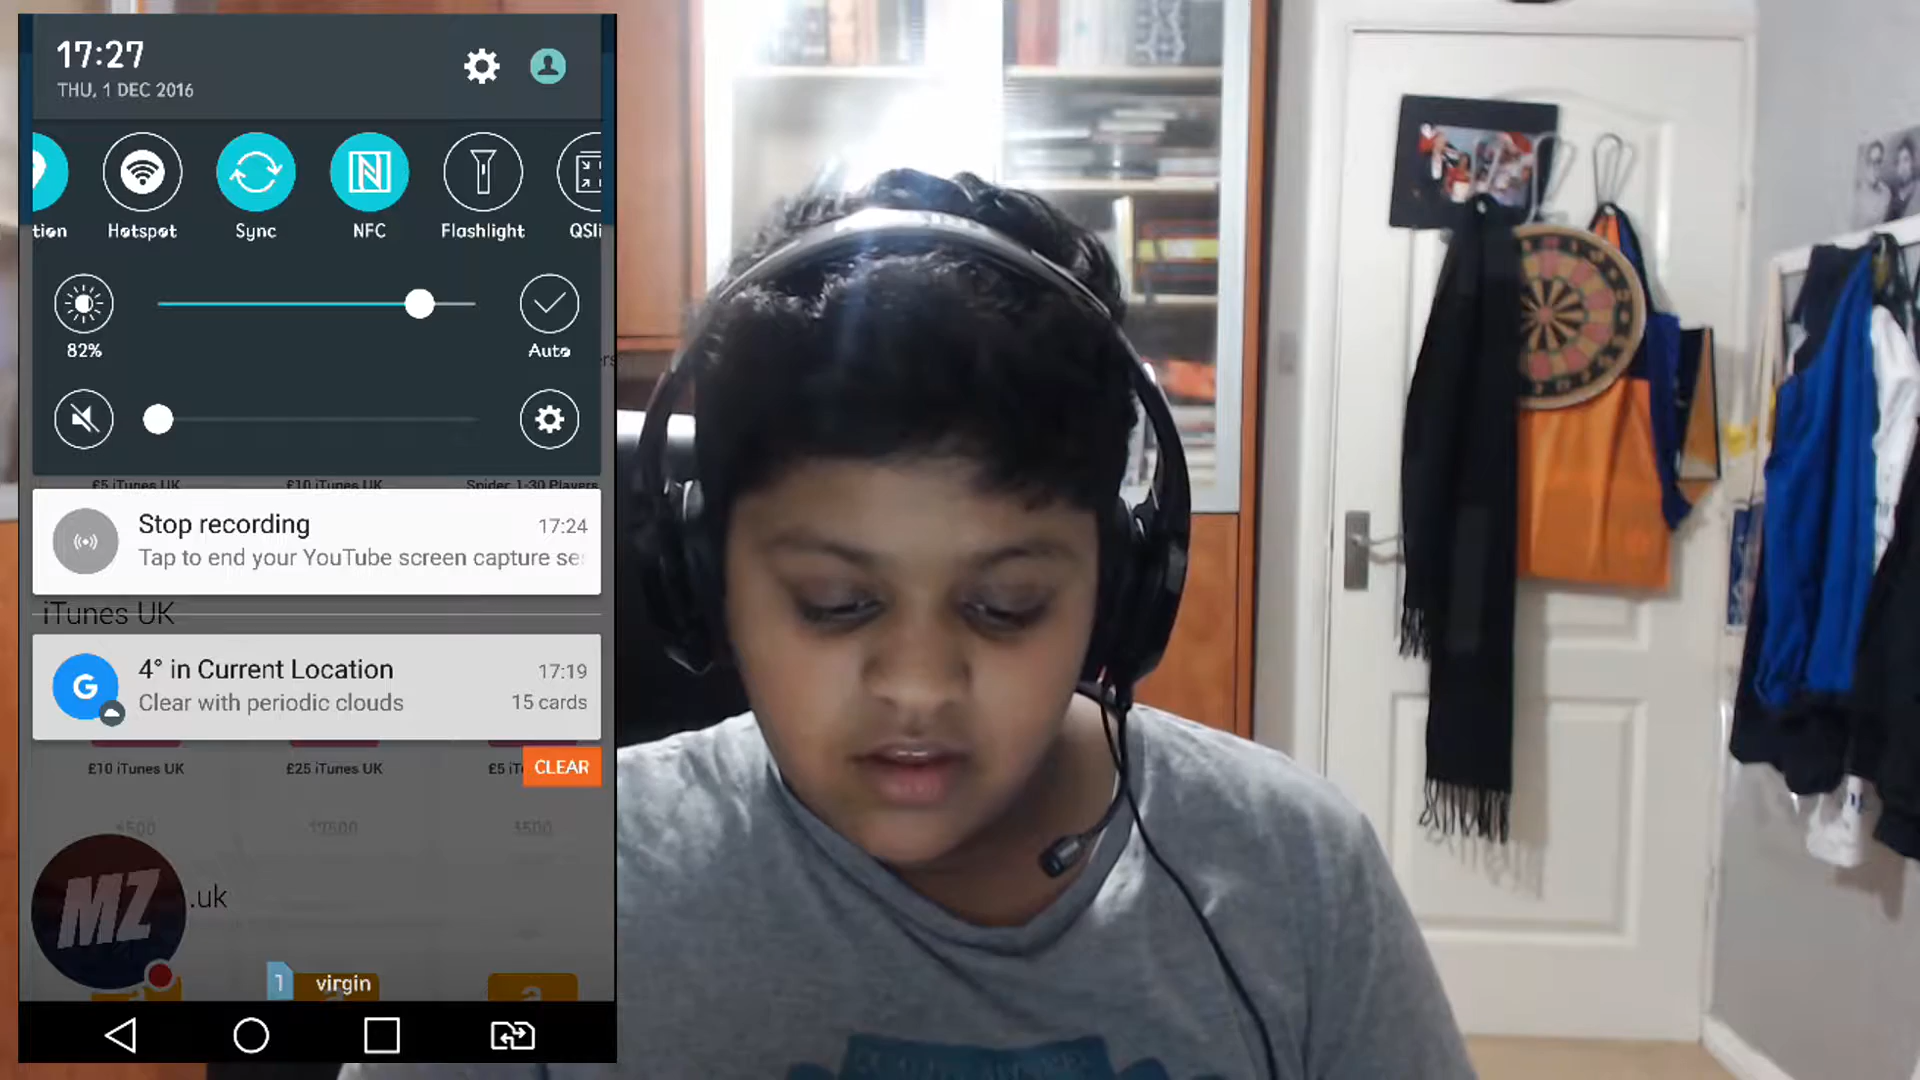 17:27
THU, 1 DEC 2016
tion
Hotspot
Sync
NFC
Flashlight
QSli
82%
Auto
£5 iTunes UK
£10 iTunes UK
Spider 1-30 Players
Stop recording
17:24
Tap to end your YouTube screen capture se
iTunes UK
G
4° in Current Location
17:19
Clear with periodic clouds
15 cards
£10 iTunes UK
£25 iTunes UK
£5 iT
CLEAR
MZ
.uk
1
virgin